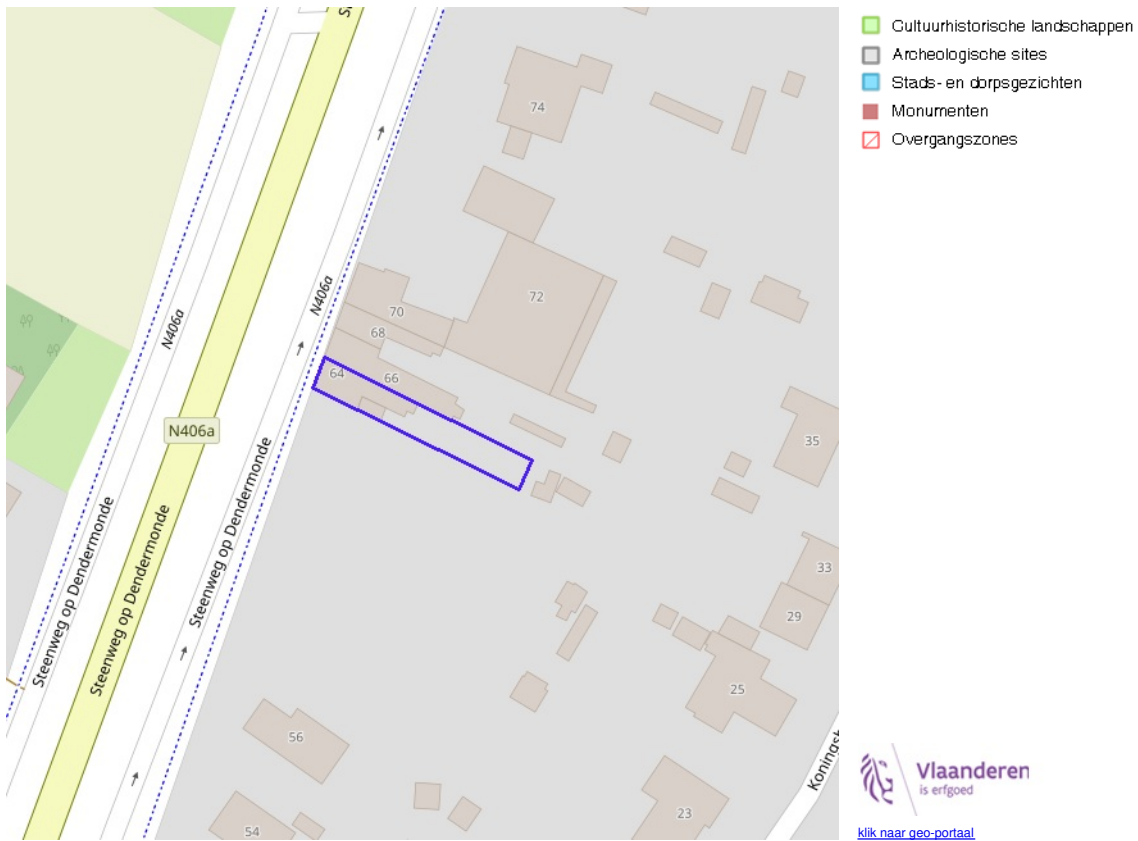 Cultuurhistorische landschappen
Archeologische sites
Stads- en dorpsgezichten
Monumenten
Overgangszones
74
72
70
68
66
64
N406a
N406a
N406a
Steenweg op Dendermonde
Steenweg op Dendermonde
Steenweg op Dendermonde
35
33
29
25
23
56
54
Vlaanderen
is erfgoed
klik naar geo-portaal